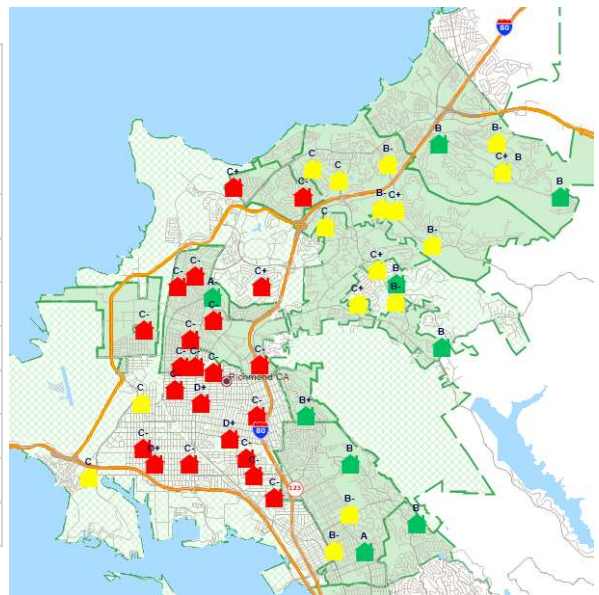 80
B
B-
B
C+
B-
C
C
C+
C-
B
B-
C+
C
B-
C-
C+
C-
C+
A-
B-
B-
C+
C-
C-
C-
B
C-
C-
C-
C-
C-
Richmond CA
D+
C
C-
B+
80
D+
C-
C-
D+
C-
C-
B
C
C-
123
B-
B
B-
A